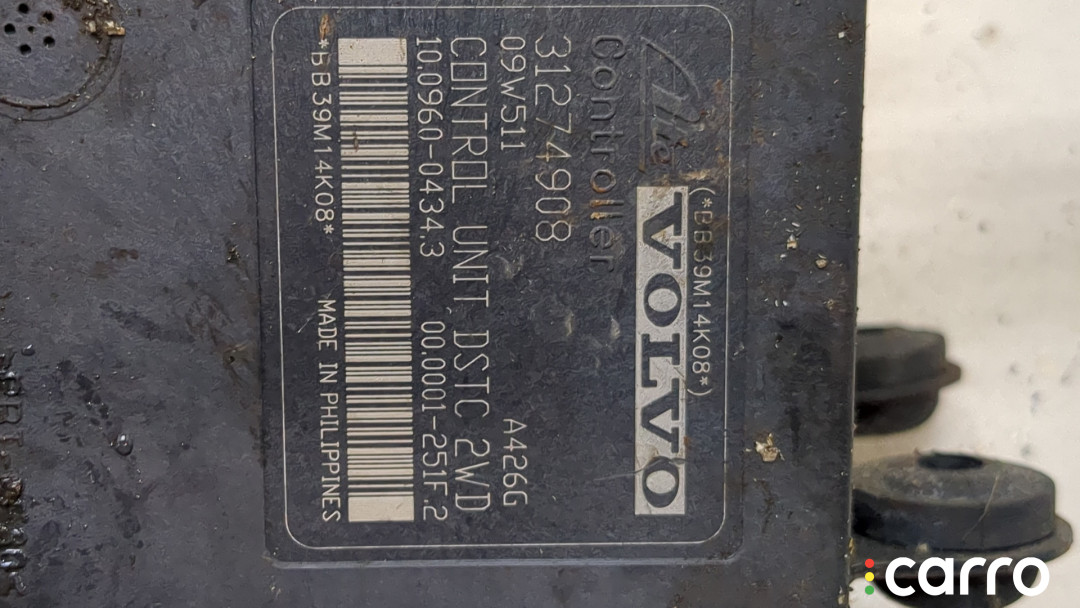 (*BB39M14K08*)
Ate VOLVO
Controller
31274908
09W511 A426G
CONTROL UNIT DSTC 2WD
10.0960-0434.3 00.0001-251F.2
*BB39M14K08* MADE IN PHILIPPINES
carro